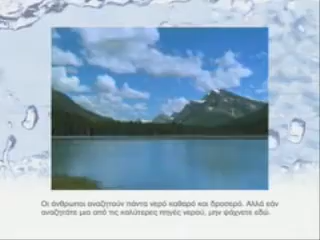 Οι άνθρωποι αναζητούν πάντα νερό καθαρό και δροσερό. Αλλά εάν
αναζητάτε μια από τις καλύτερες πηγές νερού, μην ψάχνετε εδώ.